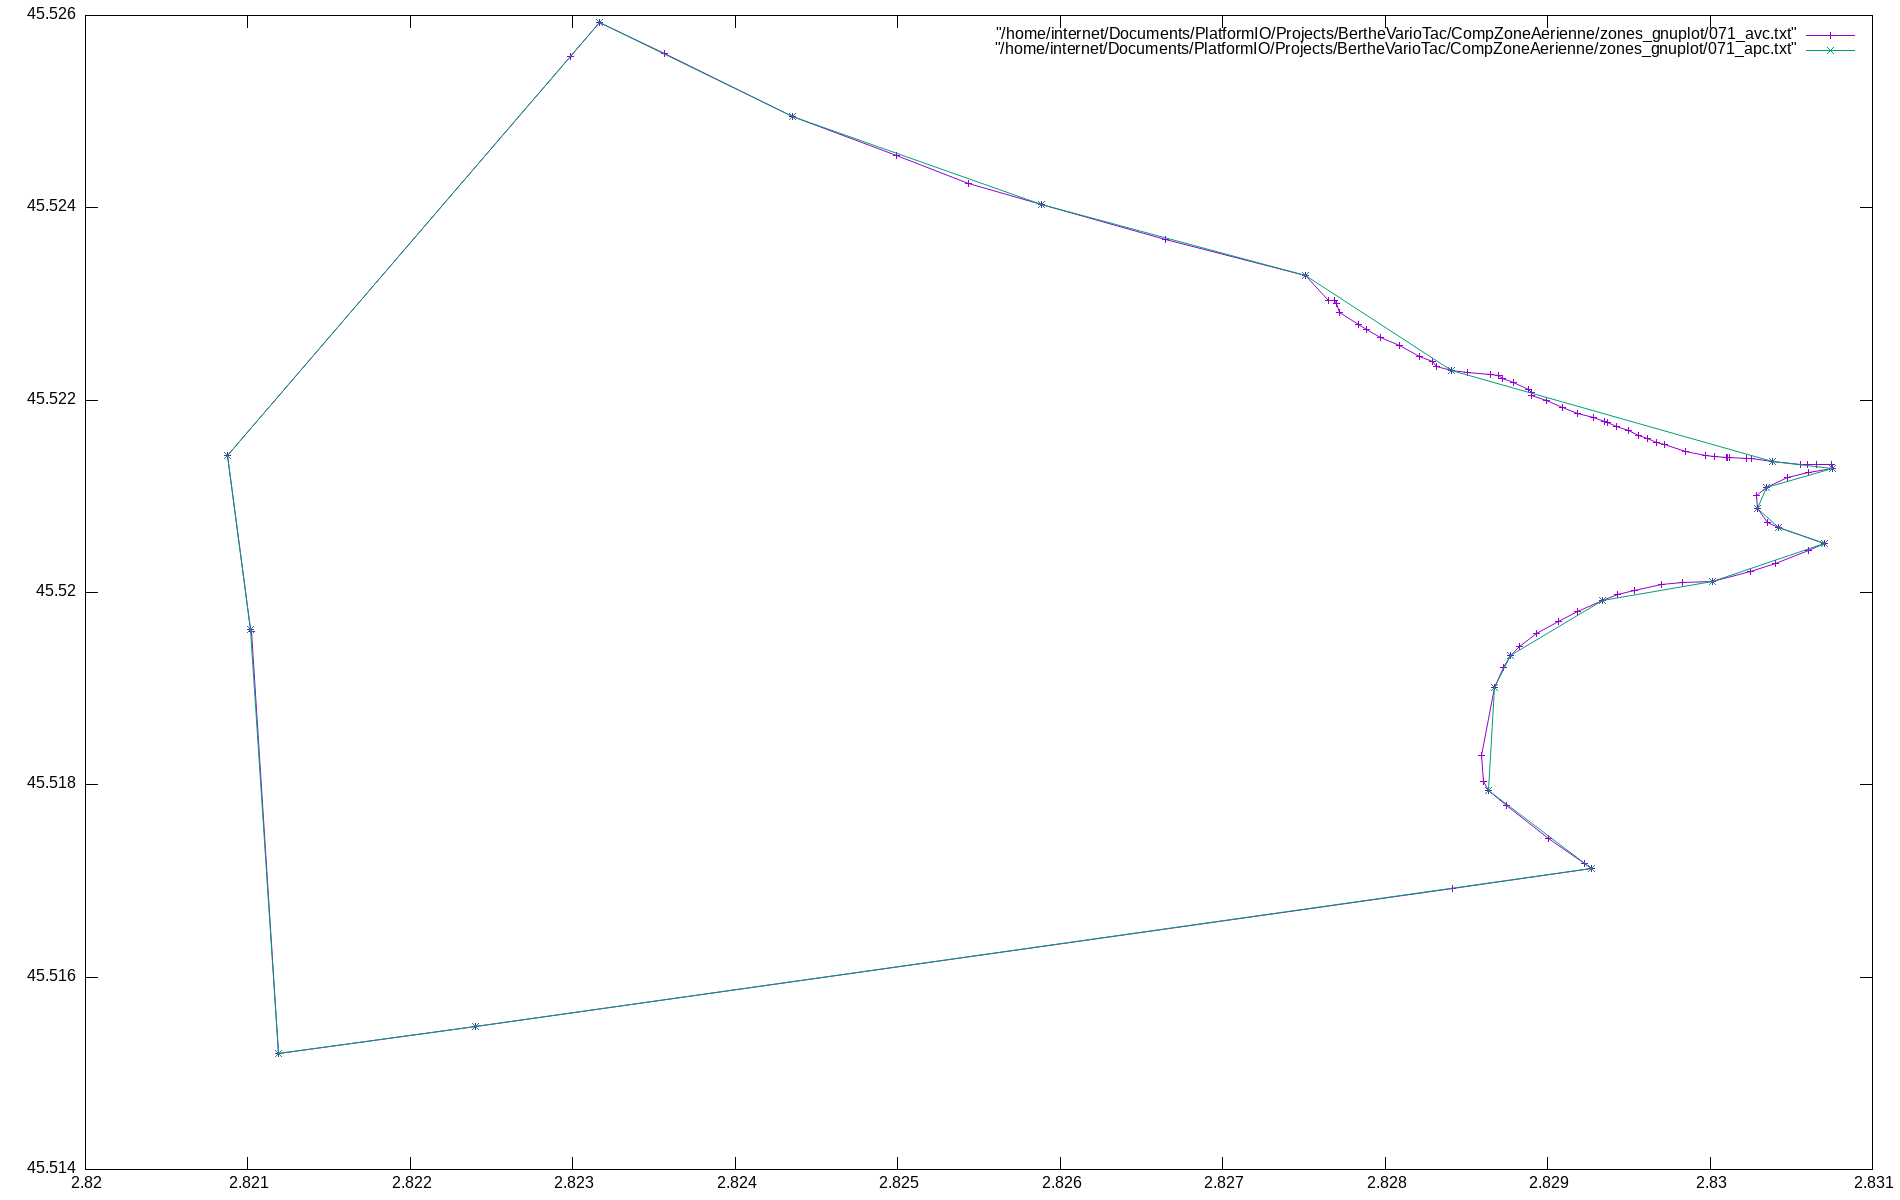 45.526
"/home/internet/Documents/PlatformIO/Projects/BertheVarioTac/CompZoneAerienne/zones_gnuplot/071_avc.txt"
"/home/internet/Documents/PlatformIO/Projects/BertheVarioTac/CompZoneAerienne/zones_gnuplot/071_apc.txt"
45.524
45.522
45.52
45.518
45.516
45.514
2.82 2.821 2.822 2.823 2.824 2.825 2.826 2.827 2.828 2.829 2.83 2.831